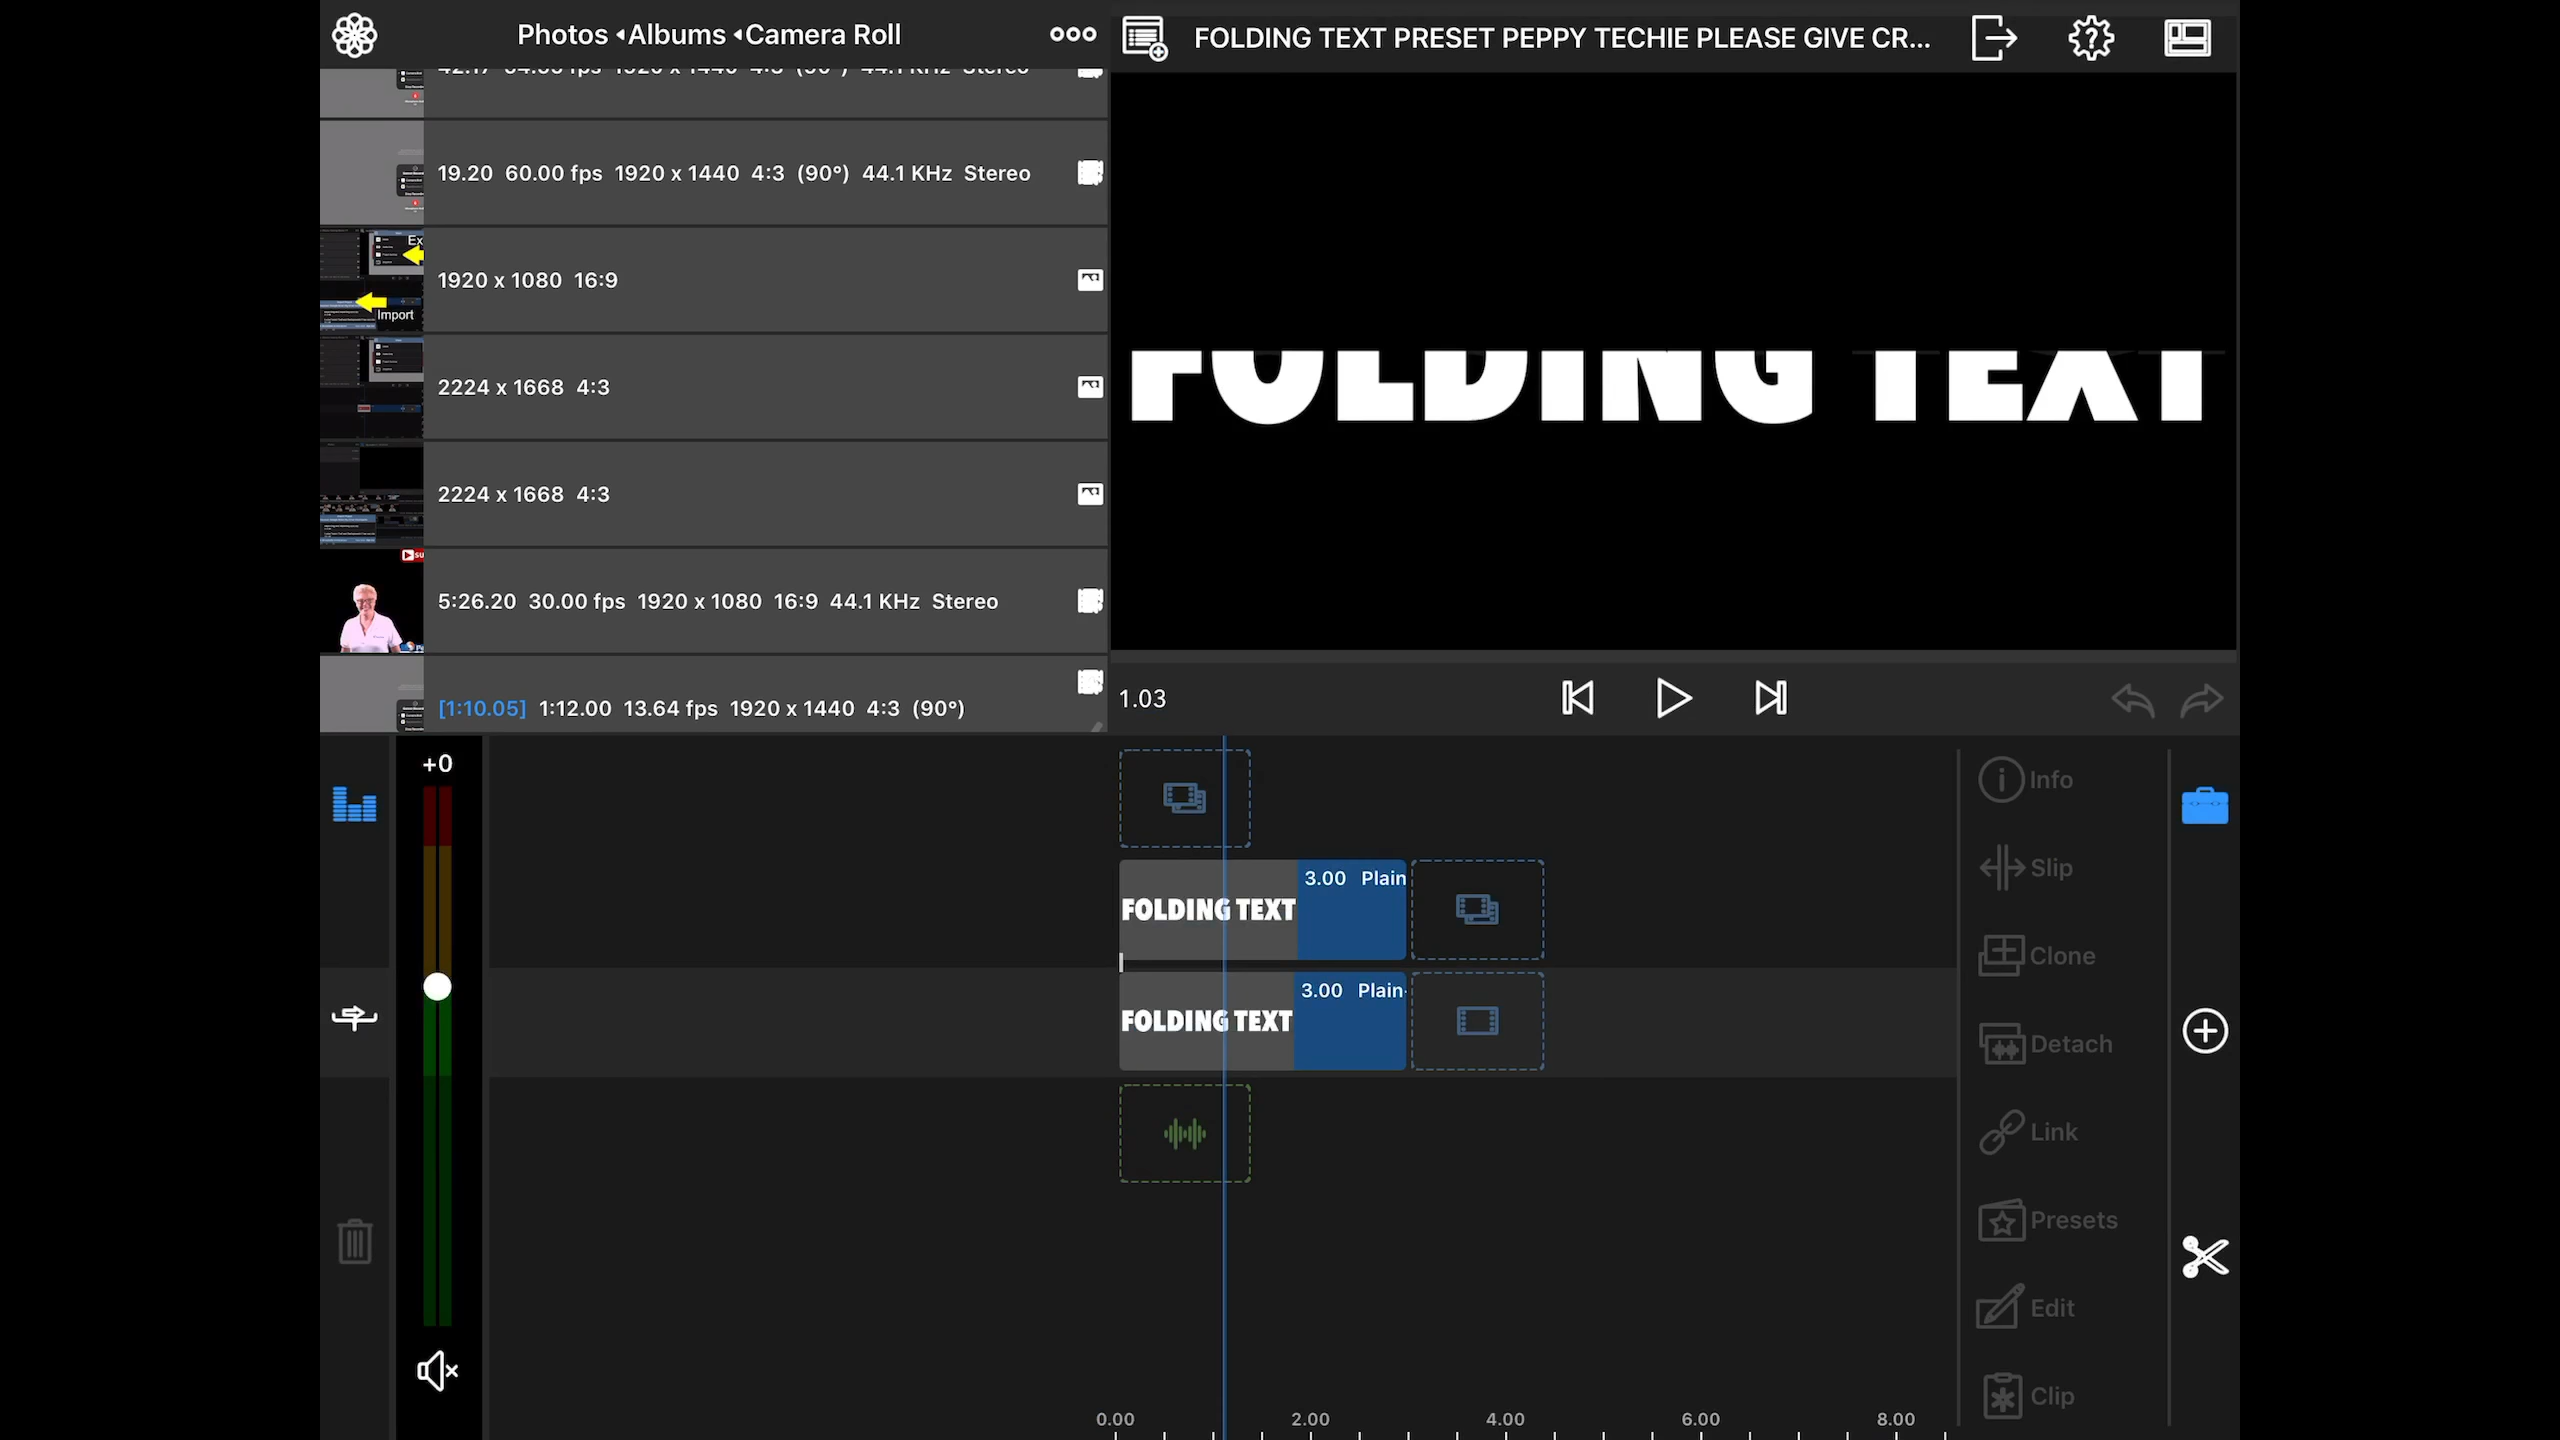 Photos ◂Albums ◂Camera Roll
FOLDING TEXT PRESET PEPPY TECHIE PLEASE GIVE CR...
19.20 60.00 fps 1920 x 1440 4:3 (90°) 44.1 KHz Stereo
Ex
1920 x 1080 16:9
Import
2224 x 1668 4:3
2224 x 1668 4:3
SU
5:26.20 30.00 fps 1920 x 1080 16:9 44.1 KHz Stereo
[1:10.05] 1:12.00 13.64 fps 1920 x 1440 4:3 (90°)
FOLDING TEXT
1.03
+0
Info
Slip
Clone
Detach
Link
Presets
Edit
Clip
3.00 Plain
FOLDING TEXT
3.00 Plain-
FOLDING TEXT
0.00 2.00 4.00 6.00 8.00